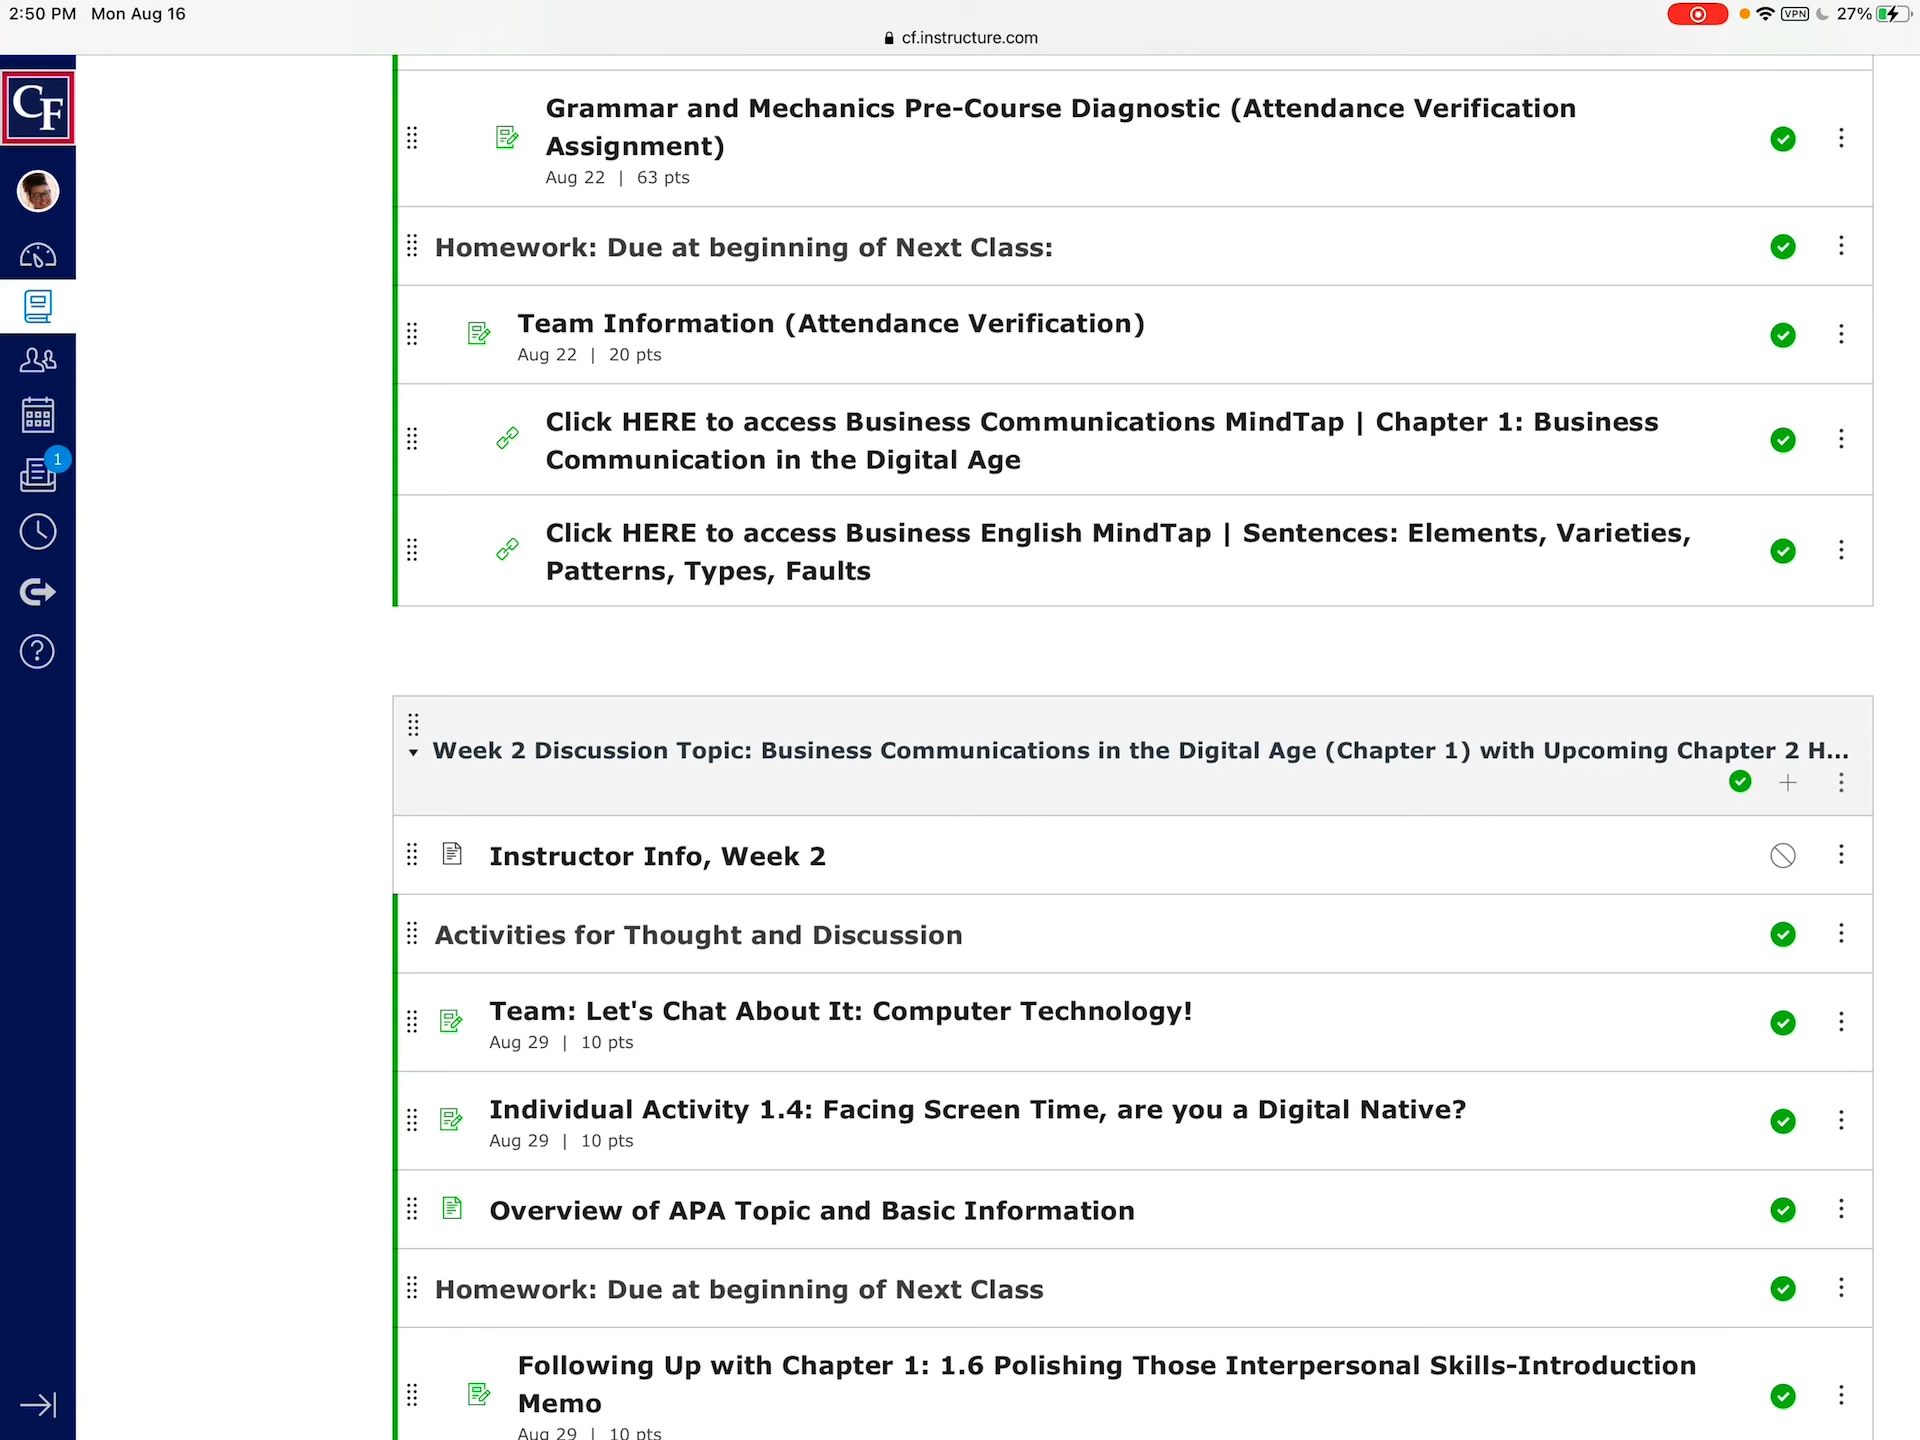 2:50 PM Mon Aug 16
VPN 27%
cf.instructure.com
CF
Grammar and Mechanics Pre-Course Diagnostic (Attendance Verification
Assignment)
Aug 22 | 63 pts
Homework: Due at beginning of Next Class:
Team Information (Attendance Verification)
Aug 22 | 20 pts
Click HERE to access Business Communications MindTap | Chapter 1: Business
Communication in the Digital Age
1
Click HERE to access Business English MindTap | Sentences: Elements, Varieties,
Patterns, Types, Faults
Week 2 Discussion Topic: Business Communications in the Digital Age (Chapter 1) with Upcoming Chapter 2 H...
Instructor Info, Week 2
Activities for Thought and Discussion
Team: Let's Chat About It: Computer Technology!
Aug 29 | 10 pts
Individual Activity 1.4: Facing Screen Time, are you a Digital Native?
Aug 29 | 10 pts
Overview of APA Topic and Basic Information
Homework: Due at beginning of Next Class
Following Up with Chapter 1: 1.6 Polishing Those Interpersonal Skills-Introduction
Memo
Aug 29 | 10 pts